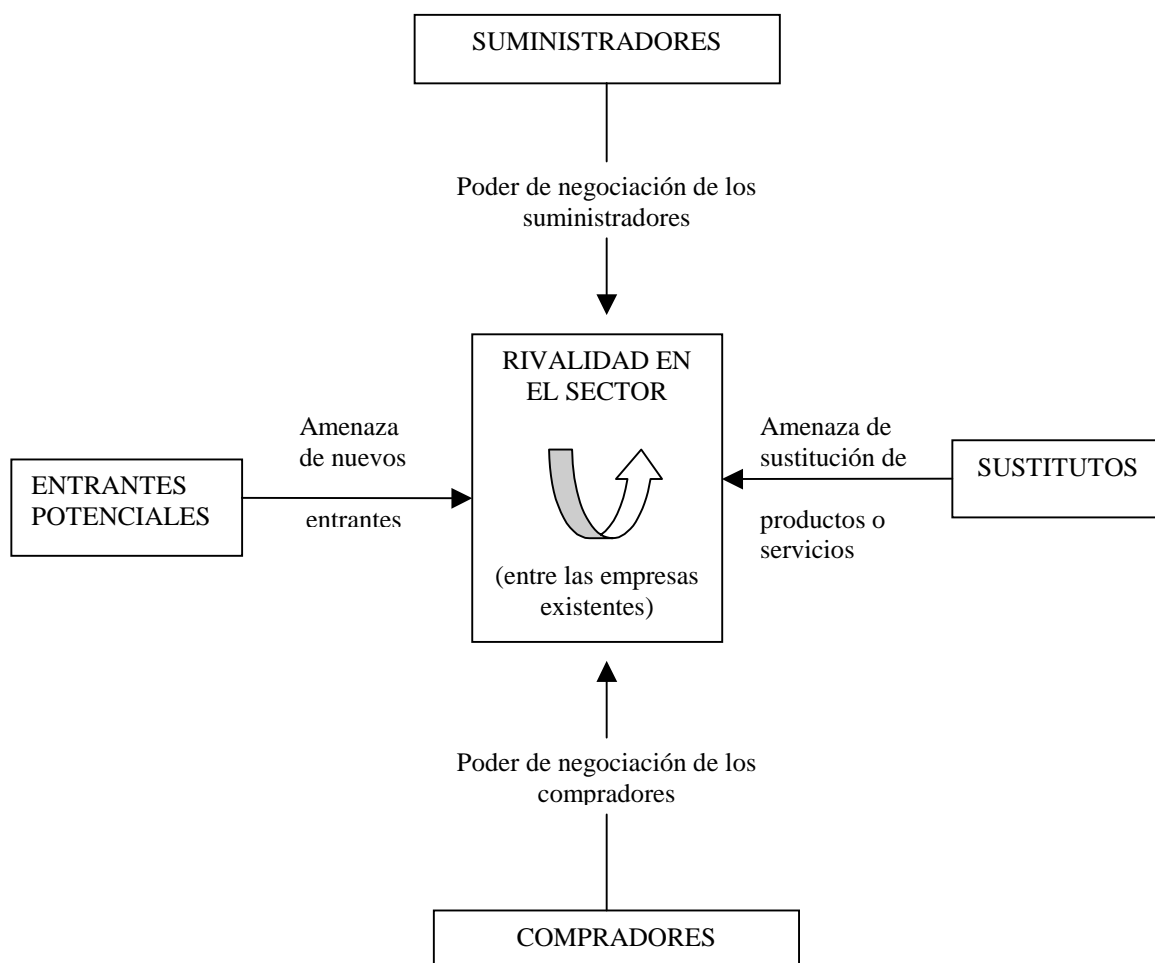 SUMINISTRADORES
Poder de negociación de los
suministradores
RIVALIDAD EN
EL SECTOR
(entre las empresas
existentes)
Amenaza
de nuevos
entrantes
ENTRANTES
POTENCIALES
Amenaza de
sustitución de
productos o
servicios
SUSTITUTOS
Poder de negociación de los
compradores
COMPRADORES